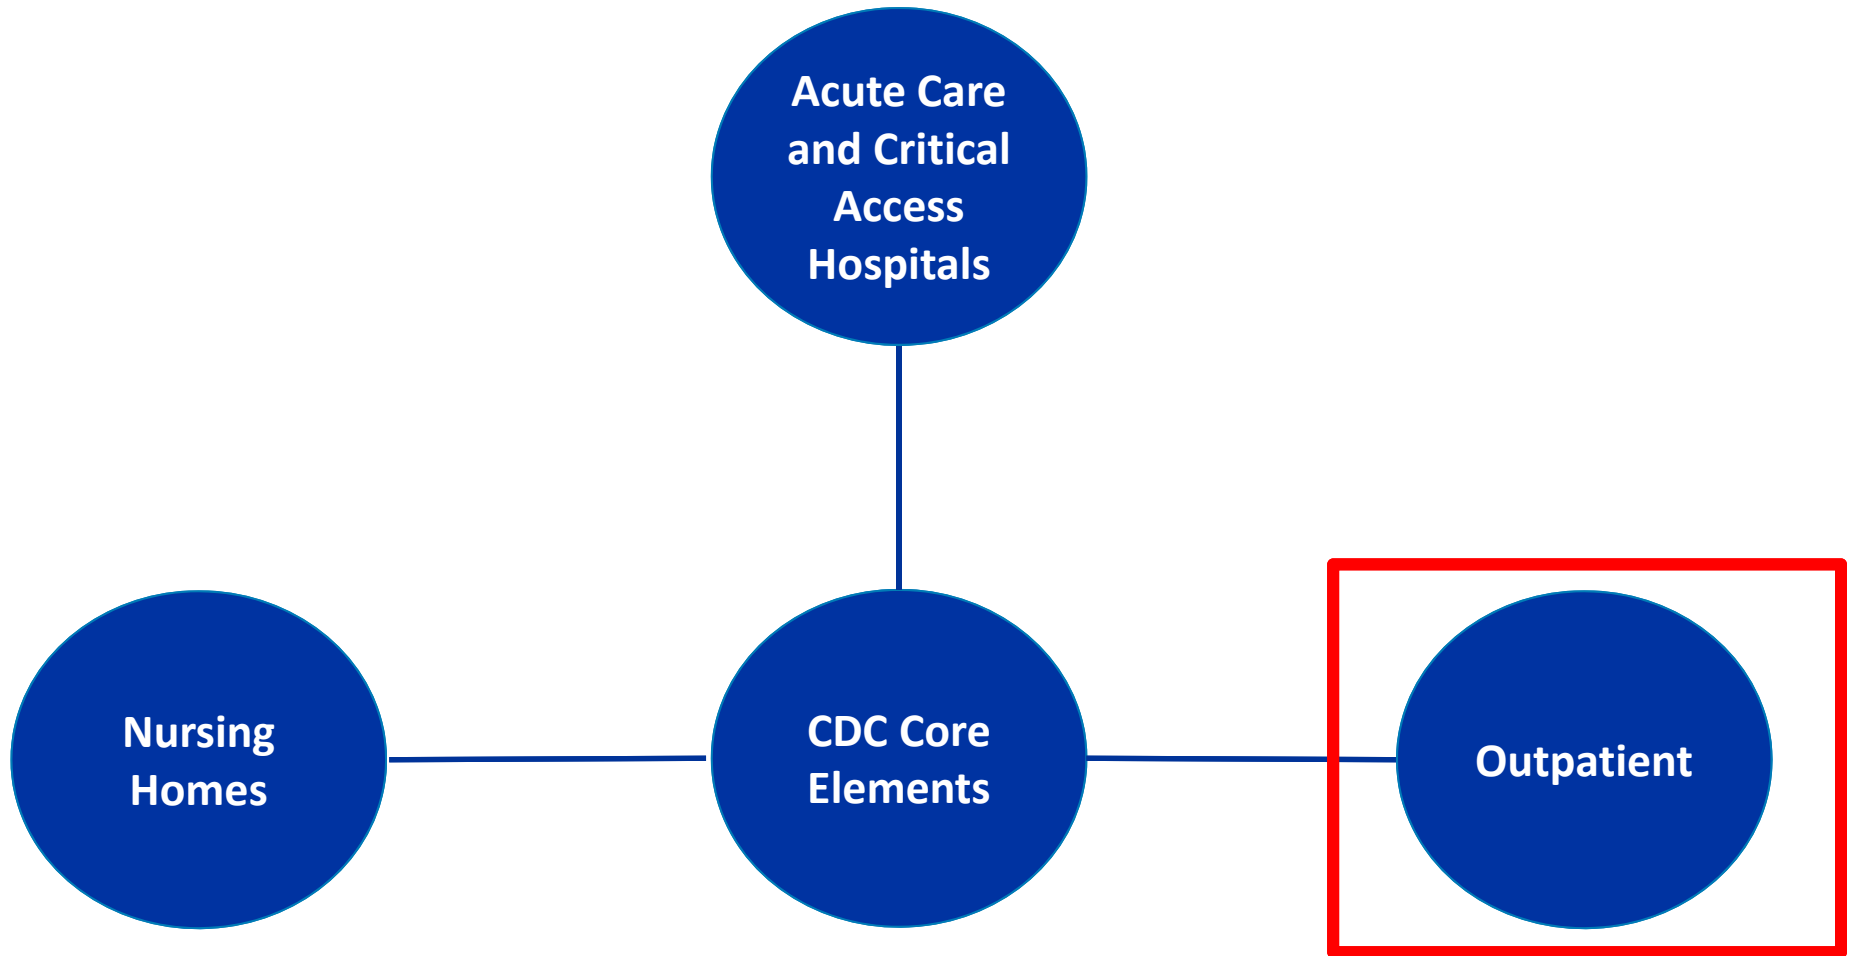 Acute Care
and Critical
Access
Hospitals
Nursing
Homes
CDC Core
Elements
Outpatient